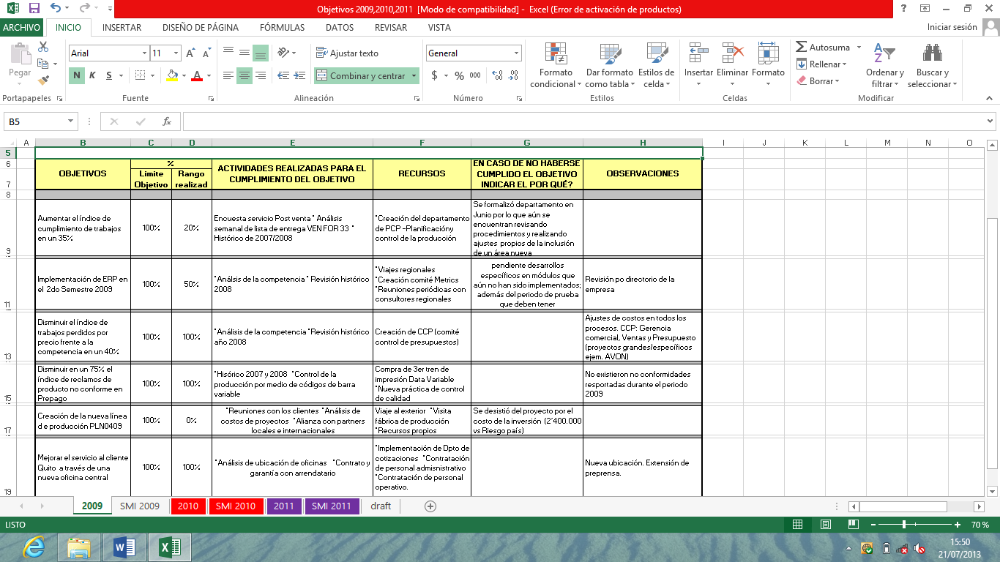 Objetivos 2009,2010,2011 [Modo de compatibilidad] - Excel (Error de activación de productos)
ARCHIVO INICIO INSERTAR DISEÑO DE PÁGINA FÓRMULAS DATOS REVISAR VISTA Iniciar sesión
Pegar
Arial 11
N K S
Ajustar texto
Combinar y centrar
General
$ % 000
Formato condicional
Dar formato como tabla
Estilos de celda
Insertar Eliminar Formato
Autosuma
Rellenar
Borrar
Ordenar y filtrar
Buscar y seleccionar
Portapapeles Fuente Alineación Número Estilos Celdas Modificar
B5 fx
A B C D E F G H I J K L M N O
5
6
7
8
OBJETIVOS
%
Limite Objetivo
Rango realizad
ACTIVIDADES REALIZADAS PARA EL
CUMPLIMIENTO DEL OBJETIVO
RECURSOS
EN CASO DE NO HABERSE
CUMPLIDO EL OBJETIVO
INDICAR EL POR QUÉ?
OBSERVACIONES
9
Aumentar el índice de
cumplimiento de trabajos
en un 35%
100%
20%
Encuesta servicio Post venta * Análisis
semanal de lista de entrega VEN FOR 33 *
Histórico de 2007/2008
*Creación del departamento
de PCP -Planificacióny
control de la producción
Se formalizó departamento en
Junio por lo que aún se
encuentran revisando
procedimientos y realizando
ajustes propios de la inclusión
de un área nueva
11
Implementación de ERP en
el 2do Semestre 2009
100%
50%
*Análsis de la competencia * Revisión histórico
2008
*Viajes regionales
*Creación comité Metrics
*Reuniones periódicas con
consultores regionales
pendiente desarrollos
específicos en módulos que
aún no han sido implementados;
además del periodo de prueba
que deben tener
Revisión po directorio de la
empresa
13
Disminuir el índice de
trabajos perdidos por
precio frente a la
competencia en un 40%
100%
100%
*Análisis de la competencia *Revisión histórico
año 2008
Creación de CCP (comité
control de presupuestos)
Ajustes de costos en todos los
procesos. CCP: Gerencia
comercial, Ventas y Presupuesto
(proyectos grandes/específicos
ejem. AVON)
15
Disminuir en un 75% el
índice de reclamos de
producto no conforme en
Prepago
100%
100%
*Hisórico 2007 y 2008 *Control de la
producción por medio de códigos de barra
variable
Compra de 3er tren de
impresión Data Variable
*Nueva práctica de control
de calidad
No existieron no conformidades
resportadas durante el periodo
2009
17
Creación de la nueva línea
d e producción PLN0409
100%
0%
*Reuniones con los clientes *Análisis de
costos de proyectos *Alianza con partners
locales e internacionales
Viaje al exterior *Visita
fábrica de producción
*Recursos propios
Se desistió del proyecto por el
costo de la inversión (2´400.000
vs Riesgo país)
19
Mejorar el servicio al cliente
Quito a través de una
nueva oficina central
100%
100%
*Análisis de ubicación de oficinas *Contrato y
garantía con arrendatario
*Implementación de Dpto de
cotizaciones *Contratación
de personal adminsnistrativo
*Contratación de personal
operativo.
Nueva ubicación. Extensión de
preprensa.
2009 SMI 2009 2010 SMI 2010 2011 SMI 2011 draft
LISTO 70 %
15:50
21/07/2013